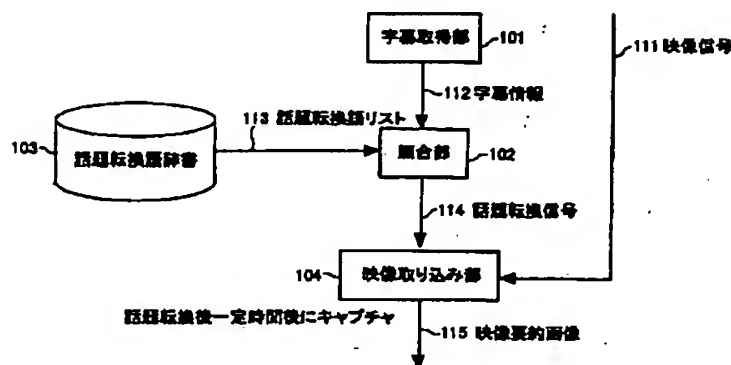 字幕取得部
101
111 映像信号
112 字幕情報
113 話題転換語リスト
103
話題転換語辞書
照合部
102
114 話題転換信号
104
映像取り込み部
話題転換後一定時間後にキャプチャ
115 映像要約画像